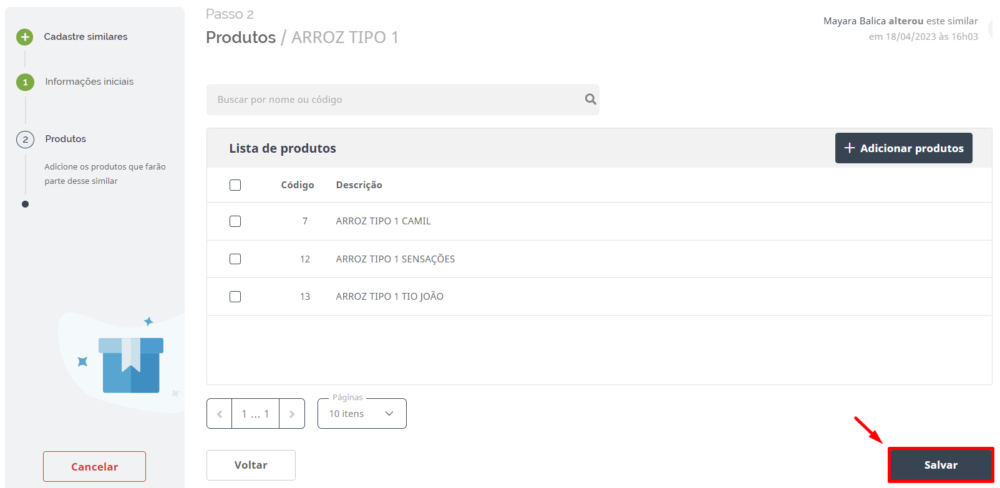 Cadastre similares
1 Informações iniciais
2 Produtos
Adicione os produtos que farão
parte desse similar
Cancelar
Passo 2
Produtos / ARROZ TIPO 1
Mayara Balica alterou este similar
em 18/04/2023 às 16h03
Buscar por nome ou código
Lista de produtos
+ Adicionar produtos
Código Descrição
7 ARROZ TIPO 1 CAMIL
12 ARROZ TIPO 1 SENSAÇÕES
13 ARROZ TIPO 1 TIO JOÃO
1 ... 1
Páginas
10 itens
Voltar
Salvar